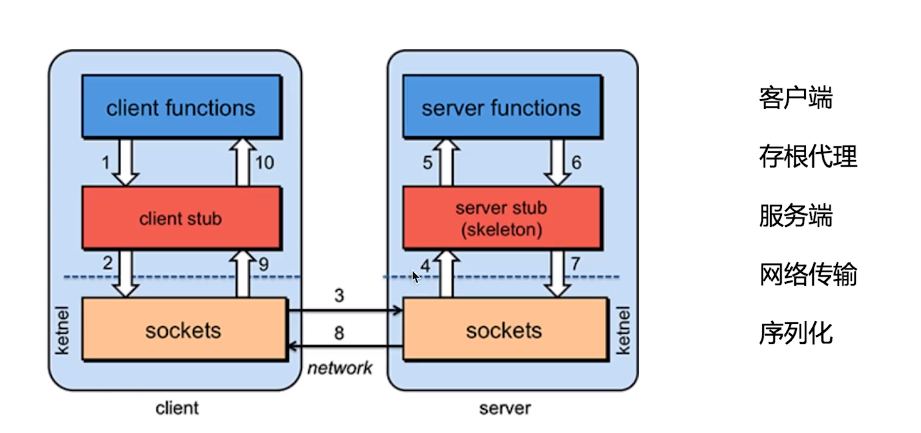 client functions
server functions
1
10
5
6
client stub
server stub
(skeleton)
2
9
4
7
3
8
sockets
sockets
ketnel
ketnel
network
client
server
客户端
存根代理
服务端
网络传输
序列化